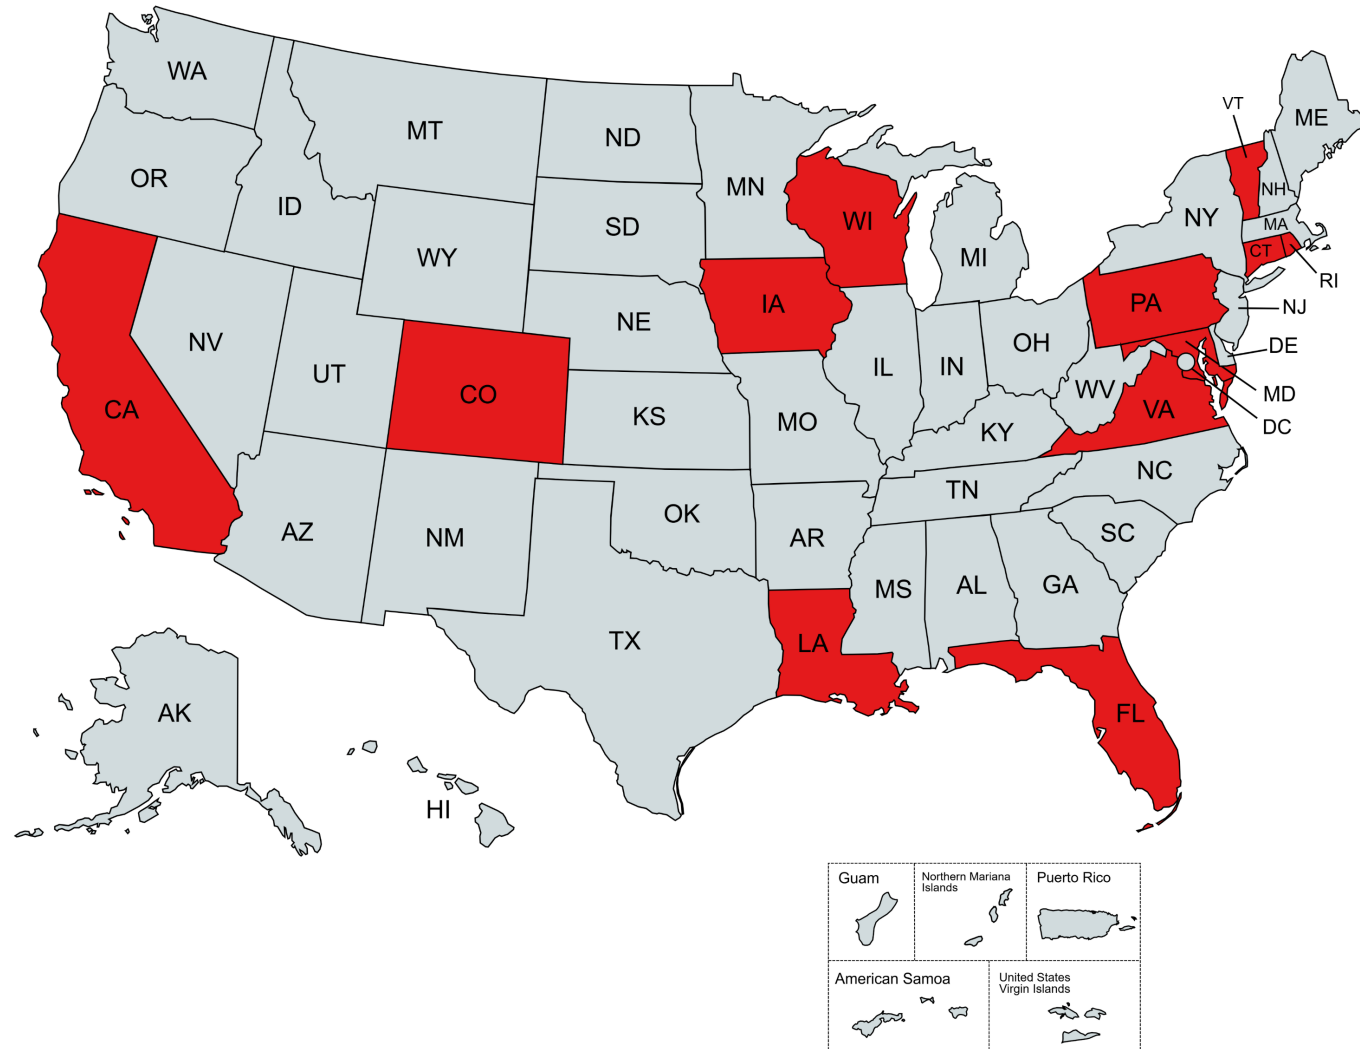 WA
OR
CA
ID
NV
MT
WY
UT
AZ
CO
NM
ND
SD
NE
KS
OK
TX
MN
IA
MO
AR
LA
WI
IL
MI
IN
OH
KY
TN
MS
AL
GA
FL
SC
NC
VA
WV
PA
NY
VT
NH
ME
MA
CT
RI
NJ
DE
MD
DC
AK
HI
Guam
Northern Mariana
Islands
Puerto Rico
American Samoa
United States
Virgin Islands